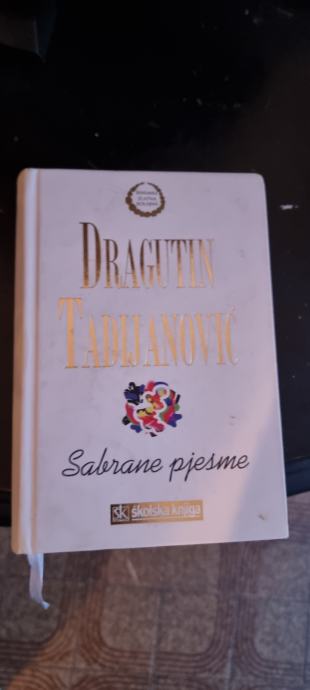 DRAGUTIN
TADIJANOVIĆ
Sabrane pjesme
školska knjiga